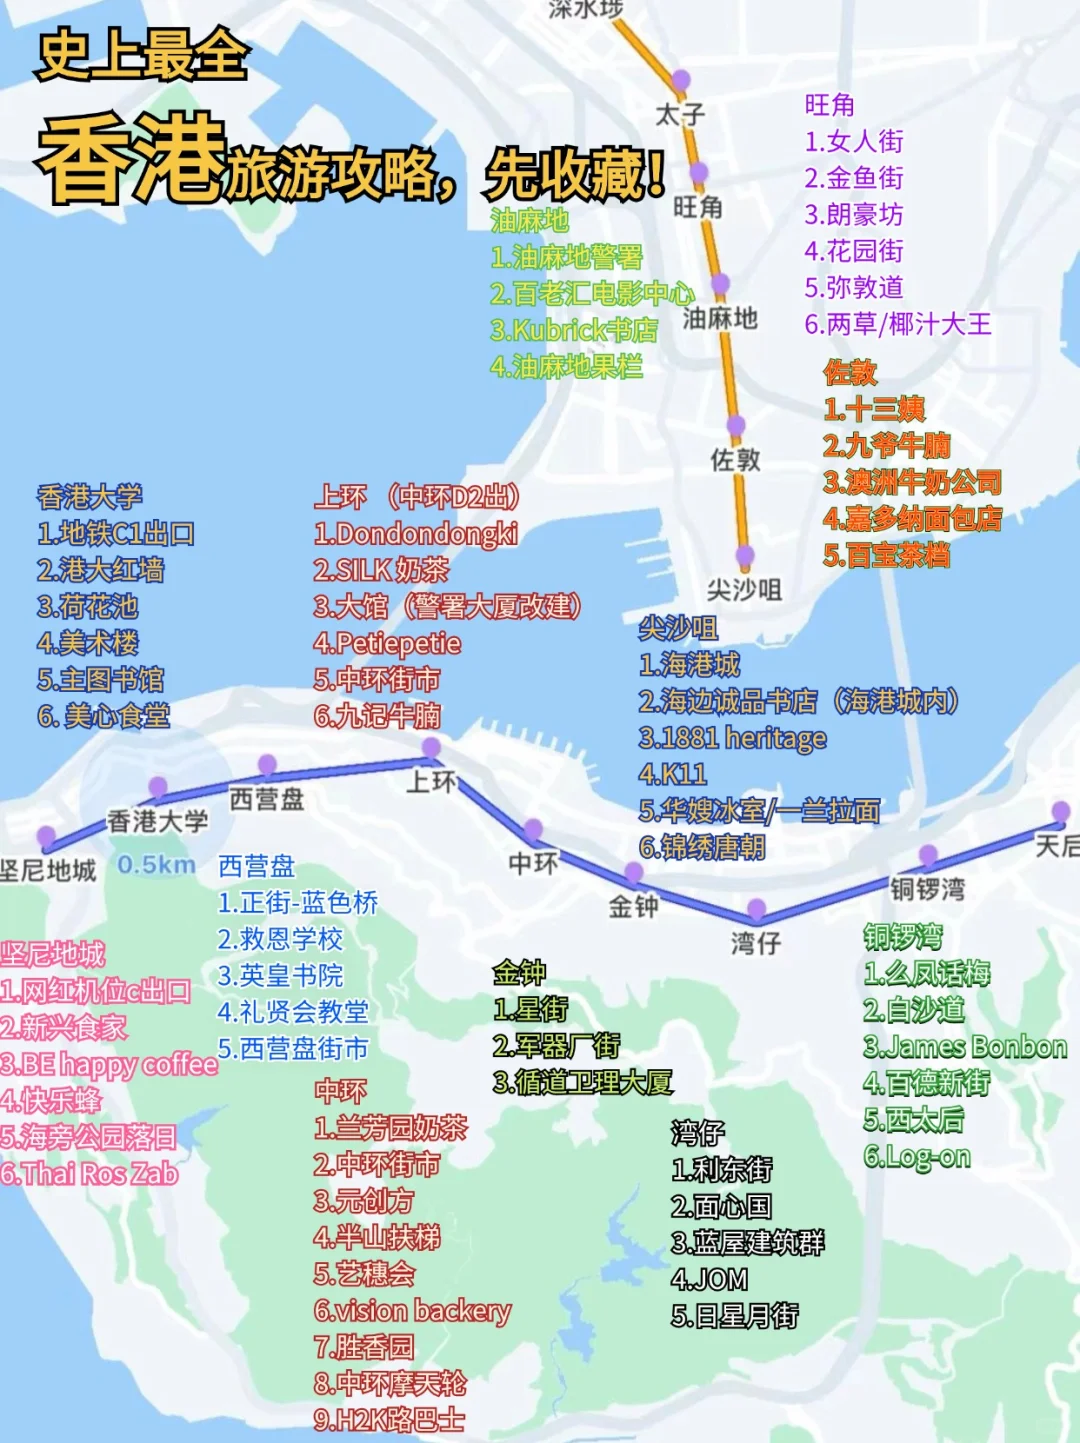 史上最全
香港旅游攻略，先收藏！
深水埗
太子
旺角
油麻地
佐敦
尖沙咀
旺角
1.女人街
2.金鱼街
3.朗豪坊
4.花园街
5.弥敦道
6.两草/椰汁大王
油麻地
1.油麻地警署
2.百老汇电影中心
3.Kubrick书店
4.油麻地果栏
佐敦
1.十三姨
2.九爷牛腩
3.澳洲牛奶公司
4.嘉多纳面包店
5.百宝茶档
香港大学
1.地铁C1出口
2.港大红墙
3.荷花池
4.美术楼
5.主图书馆
6. 美心食堂
上环 （中环D2出）
1.Dondondongki
2.SILK 奶茶
3.大馆（警署大厦改建）
4.Petiepetie
5.中环街市
6.九记牛腩
尖沙咀
1.海港城
2.海边诚品书店（海港城内）
3.1881 heritage
4.K11
5.华嫂冰室/一兰拉面
6.锦绣唐朝
坚尼地城
香港大学
西营盘
上环
中环
金钟
湾仔
铜锣湾
天后
0.5km
西营盘
1.正街-蓝色桥
2.救恩学校
3.英皇书院
4.礼贤会教堂
5.西营盘街市
坚尼地城
1.网红机位c出口
2.新兴食家
3.BE happy coffee
4.快乐蜂
5.海旁公园落日
6.Thai Ros Zab
金钟
1.星街
2.军器厂街
3.循道卫理大厦
铜锣湾
1.么凤话梅
2.白沙道
3.James Bonbon
4.百德新街
5.西太后
6.Log-on
中环
1.兰芳园奶茶
2.中环街市
3.元创方
4.半山扶梯
5.艺穗会
6.vision backery
7.胜香园
8.中环摩天轮
9.H2K路巴士
湾仔
1.利东街
2.面心国
3.蓝屋建筑群
4.JOM
5.日星月街